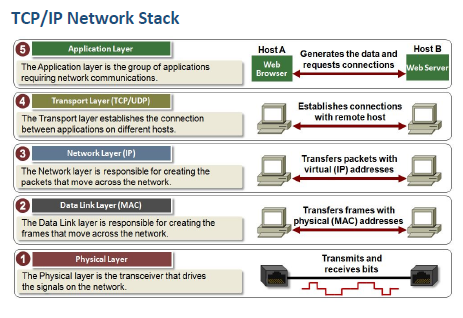 TCP/IP Network Stack
5 Application Layer
The Application layer is the group of applications
requiring network communications.
Host A
Web
Browser
Generates the data and
requests connections
Host B
Web Server
4 Transport Layer (TCP/UDP)
The Transport layer establishes the connection
between applications on different hosts.
Establishes connections
with remote host
3 Network Layer (IP)
The Network layer is responsible for creating the
packets that move across the network.
Transfers packets with
virtual (IP) addresses
2 Data Link Layer (MAC)
The Data Link layer is responsible for creating the
frames that move across the network.
Transfers frames with
physical (MAC) addresses
1 Physical Layer
The Physical layer is the transceiver that drives
the signals on the network.
Transmits and
receives bits